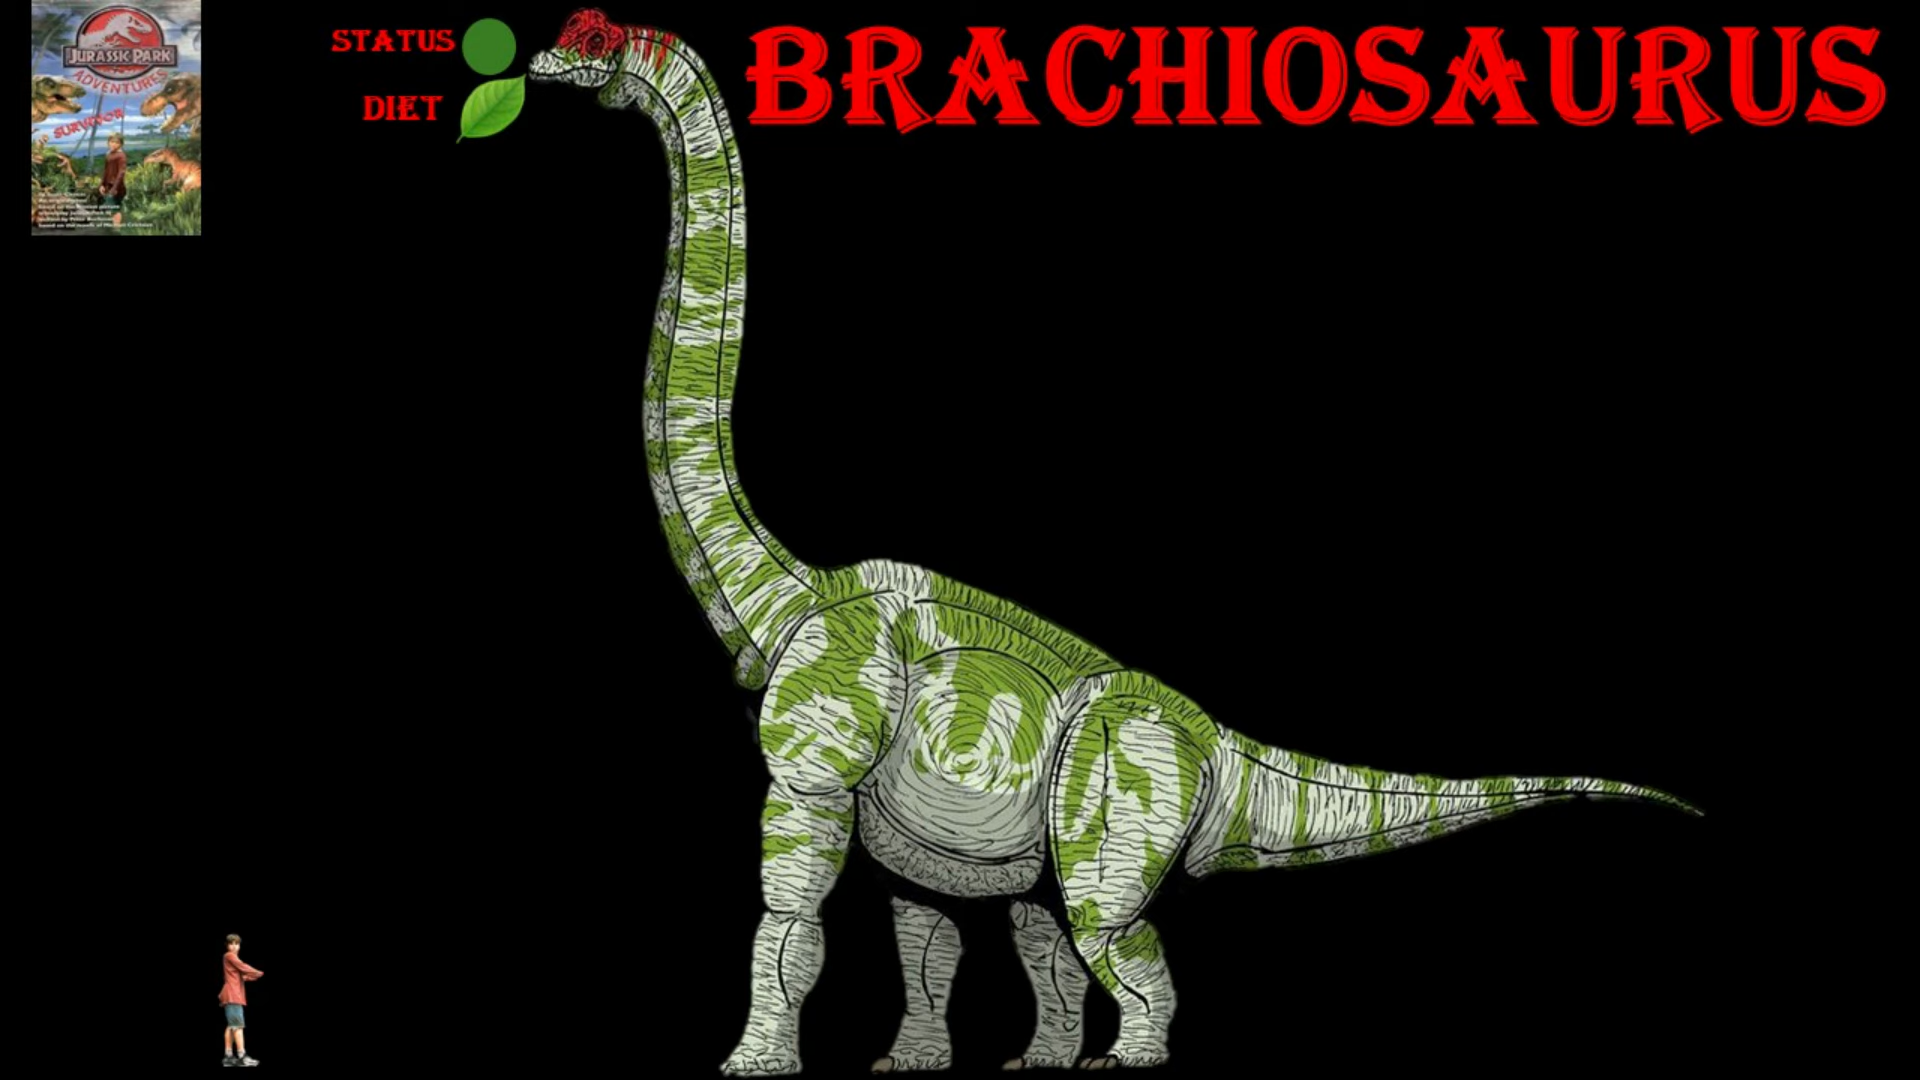 JURASSIC PARK
ADVENTURES
SURVIVOR
STATUS
DIET
BRACHIOSAURUS